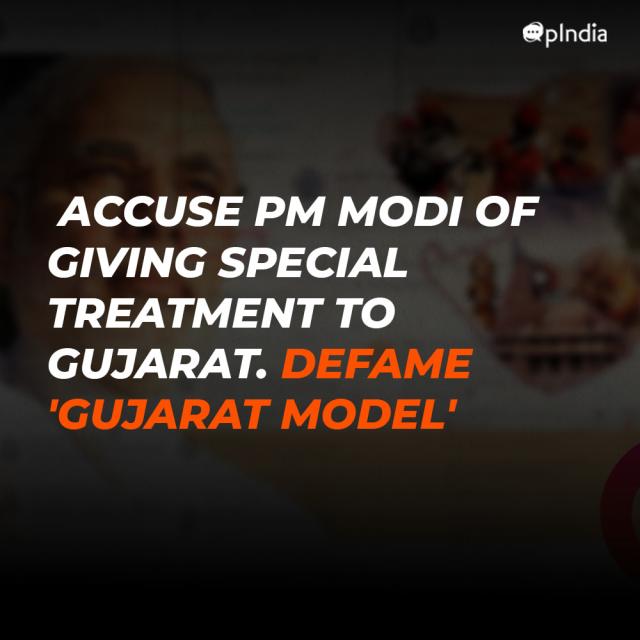 OpIndia
ACCUSE PM MODI OF
GIVING SPECIAL
TREATMENT TO
GUJARAT. DEFAME
'GUJARAT MODEL'